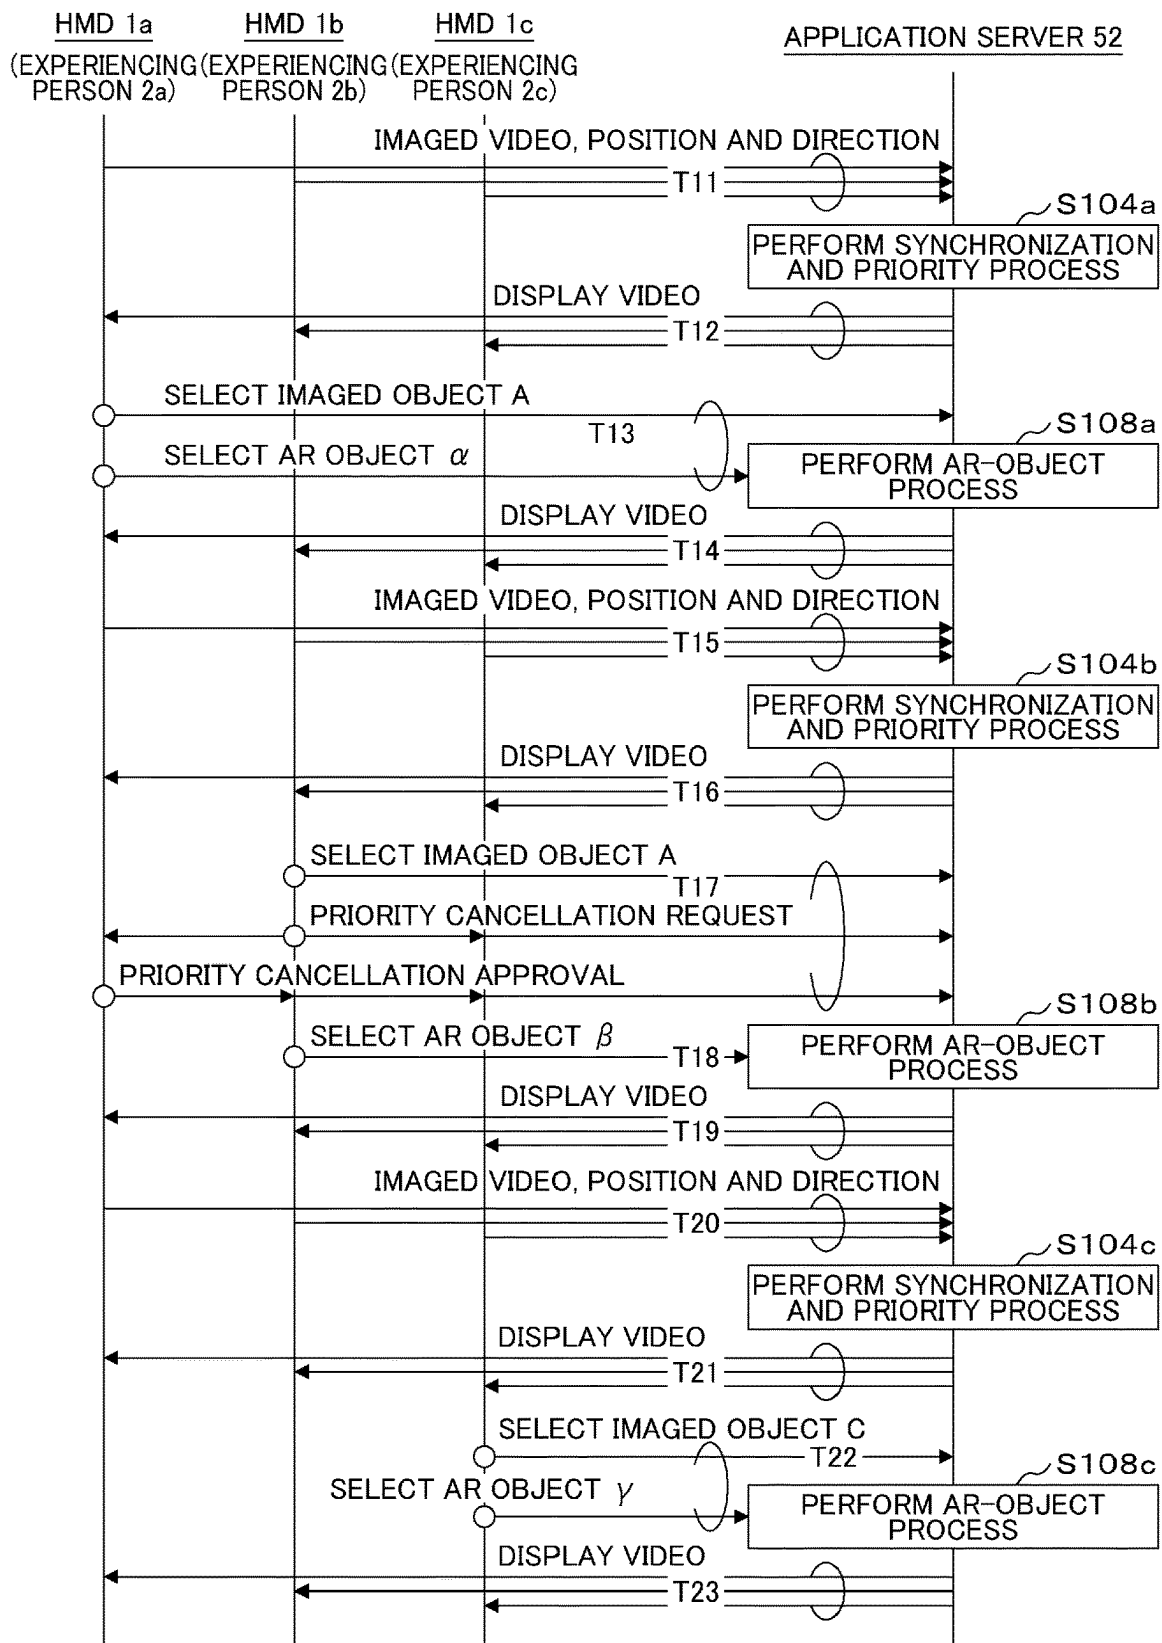 HMD 1a HMD 1b HMD 1c APPLICATION SERVER 52
(EXPERIENCING (EXPERIENCING (EXPERIENCING
PERSON 2a) PERSON 2b) PERSON 2c)
IMAGED VIDEO, POSITION AND DIRECTION
T11
S104a
PERFORM SYNCHRONIZATION
AND PRIORITY PROCESS
DISPLAY VIDEO
T12
SELECT IMAGED OBJECT A
T13
S108a
SELECT AR OBJECT α
PERFORM AR-OBJECT
PROCESS
DISPLAY VIDEO
T14
IMAGED VIDEO, POSITION AND DIRECTION
T15
S104b
PERFORM SYNCHRONIZATION
AND PRIORITY PROCESS
DISPLAY VIDEO
T16
SELECT IMAGED OBJECT A
T17
PRIORITY CANCELLATION REQUEST
PRIORITY CANCELLATION APPROVAL
S108b
SELECT AR OBJECT β
T18
PERFORM AR-OBJECT
PROCESS
DISPLAY VIDEO
T19
IMAGED VIDEO, POSITION AND DIRECTION
T20
S104c
PERFORM SYNCHRONIZATION
AND PRIORITY PROCESS
DISPLAY VIDEO
T21
SELECT IMAGED OBJECT C
T22
S108c
SELECT AR OBJECT γ
PERFORM AR-OBJECT
PROCESS
DISPLAY VIDEO
T23